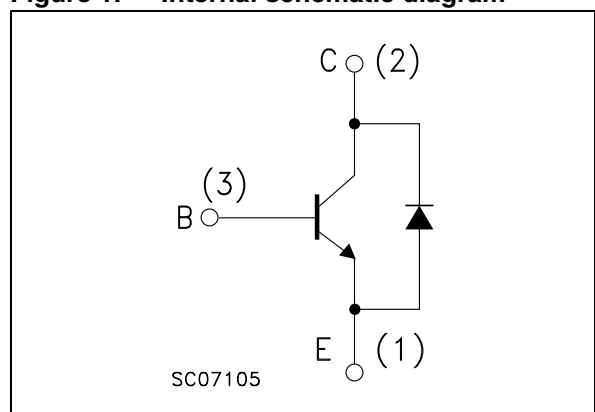 Figure 1. Internal schematic diagram
C (2)
(3)
B
E (1)
SC07105